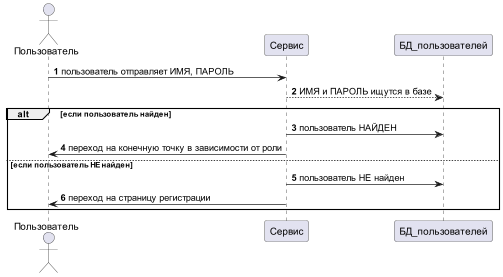 Пользователь
Сервис
БД_пользователей
1 пользователь отправляет ИМЯ, ПАРОЛЬ
2 ИМЯ и ПАРОЛЬ ищутся в базе
alt [если пользователь найден]
3 пользователь НАЙДЕН
4 переход на конечную точку в зависимости от роли
[если пользователь НЕ найден]
5 пользователь НЕ найден
6 переход на страницу регистрации
Пользователь
Сервис
БД_пользователей